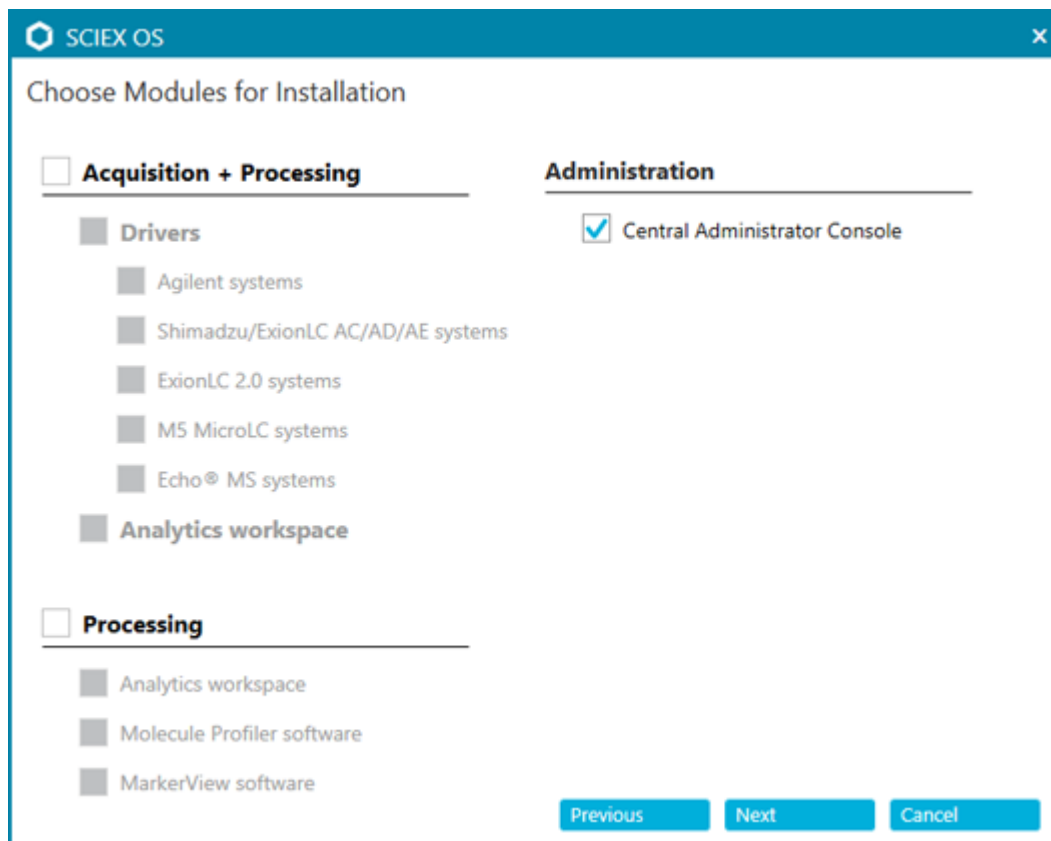 SCIEX OS
Choose Modules for Installation
Acquisition + Processing
Drivers
Agilent systems
Shimadzu/ExionLC AC/AD/AE systems
ExionLC 2.0 systems
M5 MicroLC systems
Echo® MS systems
Analytics workspace
Processing
Analytics workspace
Molecule Profiler software
MarkerView software
Administration
Central Administrator Console
Previous
Next
Cancel